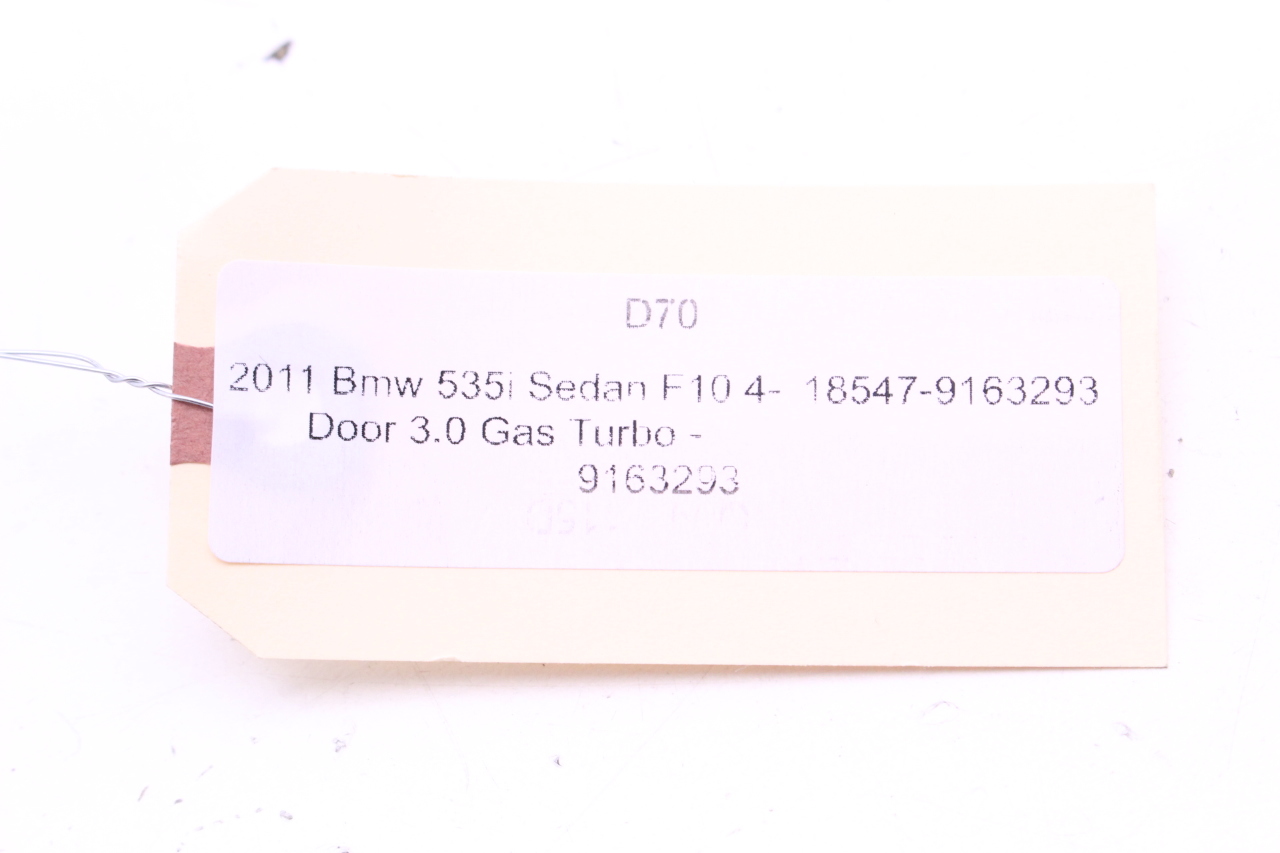 D70
2011 Bmw 535i Sedan F10 4- 18547-9163293
Door 3.0 Gas Turbo -
9163293